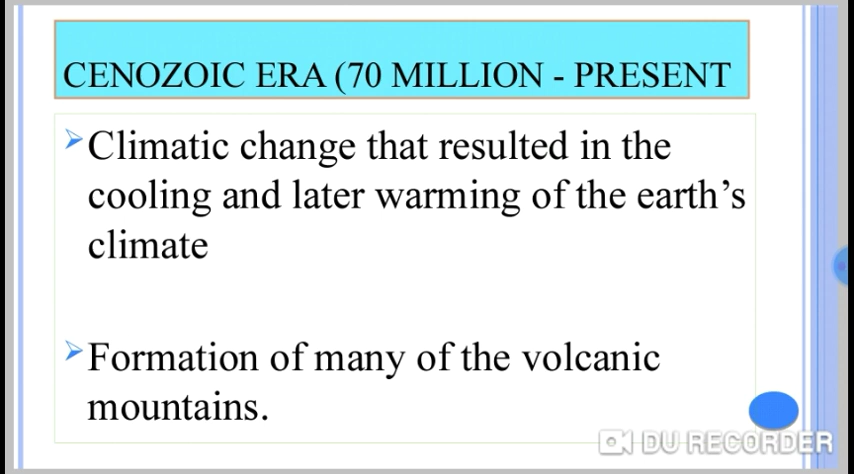 CENOZOIC ERA (70 MILLION - PRESENT
Climatic change that resulted in the
cooling and later warming of the earth’s
climate
Formation of many of the volcanic
mountains.
DU RECORDER